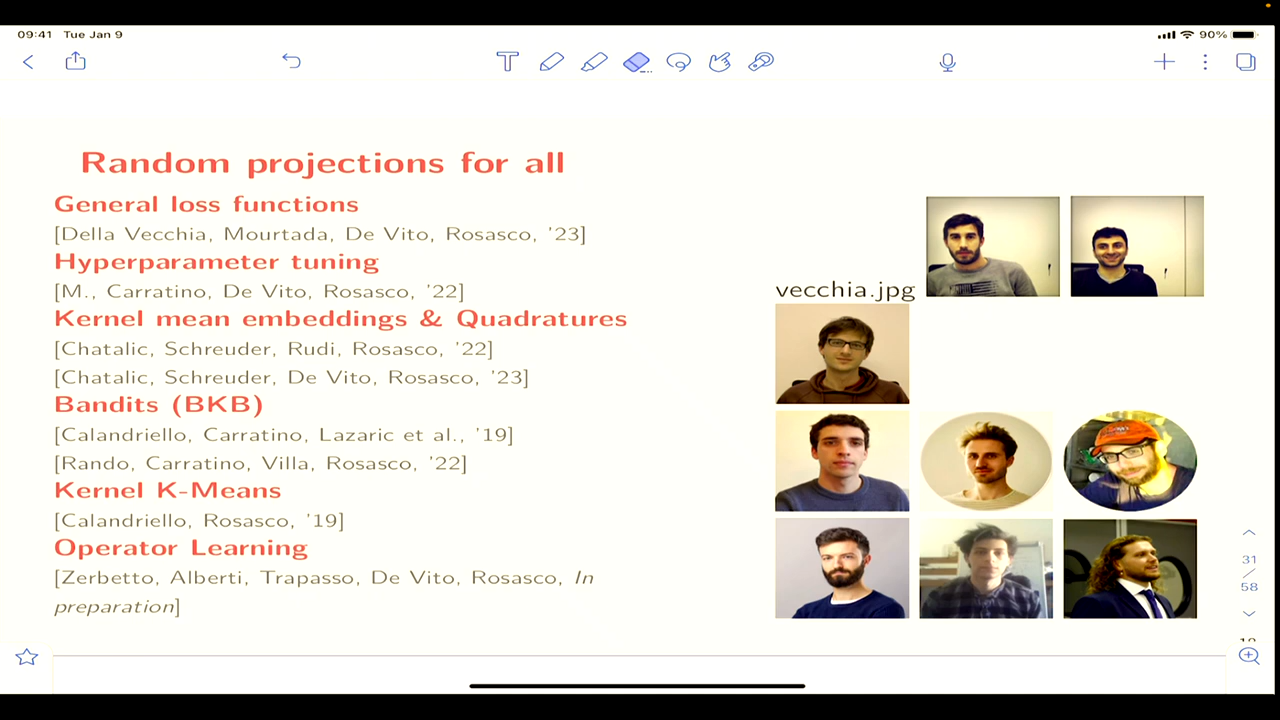 09:41 Tue Jan 9
90%
Random projections for all
General loss functions
[Della Vecchia, Mourtada, De Vito, Rosasco, '23]
Hyperparameter tuning
[M., Carratino, De Vito, Rosasco, '22]
Kernel mean embeddings & Quadratures
[Chatalic, Schreuder, Rudi, Rosasco, '22]
[Chatalic, Schreuder, De Vito, Rosasco, '23]
Bandits (BKB)
[Calandriello, Carratino, Lazaric et al., '19]
[Rando, Carratino, Villa, Rosasco, '22]
Kernel K-Means
[Calandriello, Rosasco, '19]
Operator Learning
[Zerbetto, Alberti, Trapasso, De Vito, Rosasco, In
preparation]
vecchia.jpg
31
/
58